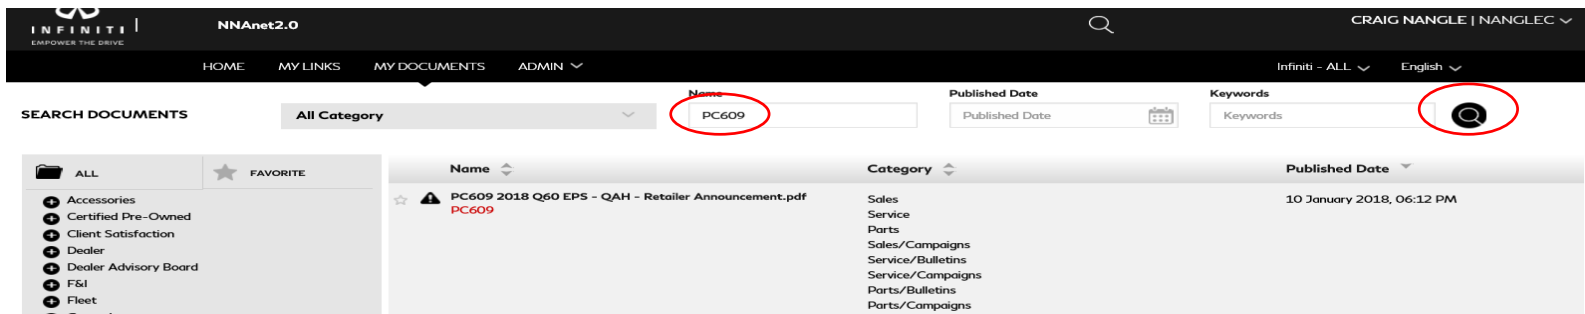 INFINITI
EMPOWER THE DRIVE
NNAnet2.0
CRAIG NANGLE | NANGLEC
HOME MY LINKS MY DOCUMENTS ADMIN
Infiniti - ALL English
SEARCH DOCUMENTS
All Category
Name
PC609
Published Date
Published Date
Keywords
Keywords
ALL
FAVORITE
Accessories
Certified Pre-Owned
Client Satisfaction
Dealer
Dealer Advisory Board
F&I
Fleet
Name Category Published Date
PC609 2018 Q60 EPS - QAH - Retailer Announcement.pdf
PC609
Sales
Service
Parts
Sales/Campaigns
Service/Bulletins
Service/Campaigns
Parts/Bulletins
Parts/Campaigns
10 January 2018, 06:12 PM